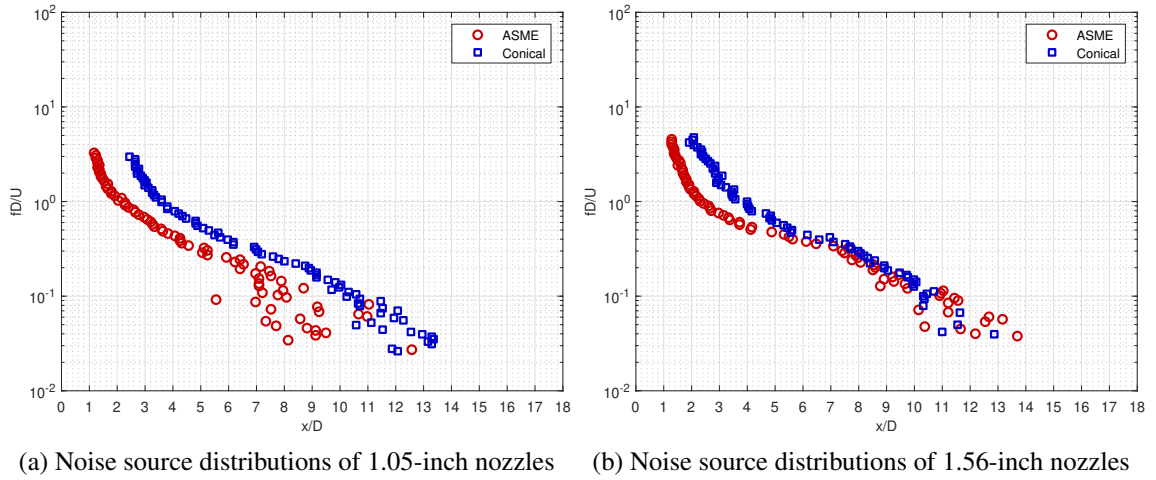 10^2
10^1
10^0
10^-1
10^-2
fD/U
0 1 2 3 4 5 6 7 8 9 10 11 12 13 14 15 16 17 18
x/D
ASME
Conical
(a) Noise source distributions of 1.05-inch nozzles
10^2
10^1
10^0
10^-1
10^-2
fD/U
0 1 2 3 4 5 6 7 8 9 10 11 12 13 14 15 16 17 18
x/D
ASME
Conical
(b) Noise source distributions of 1.56-inch nozzles